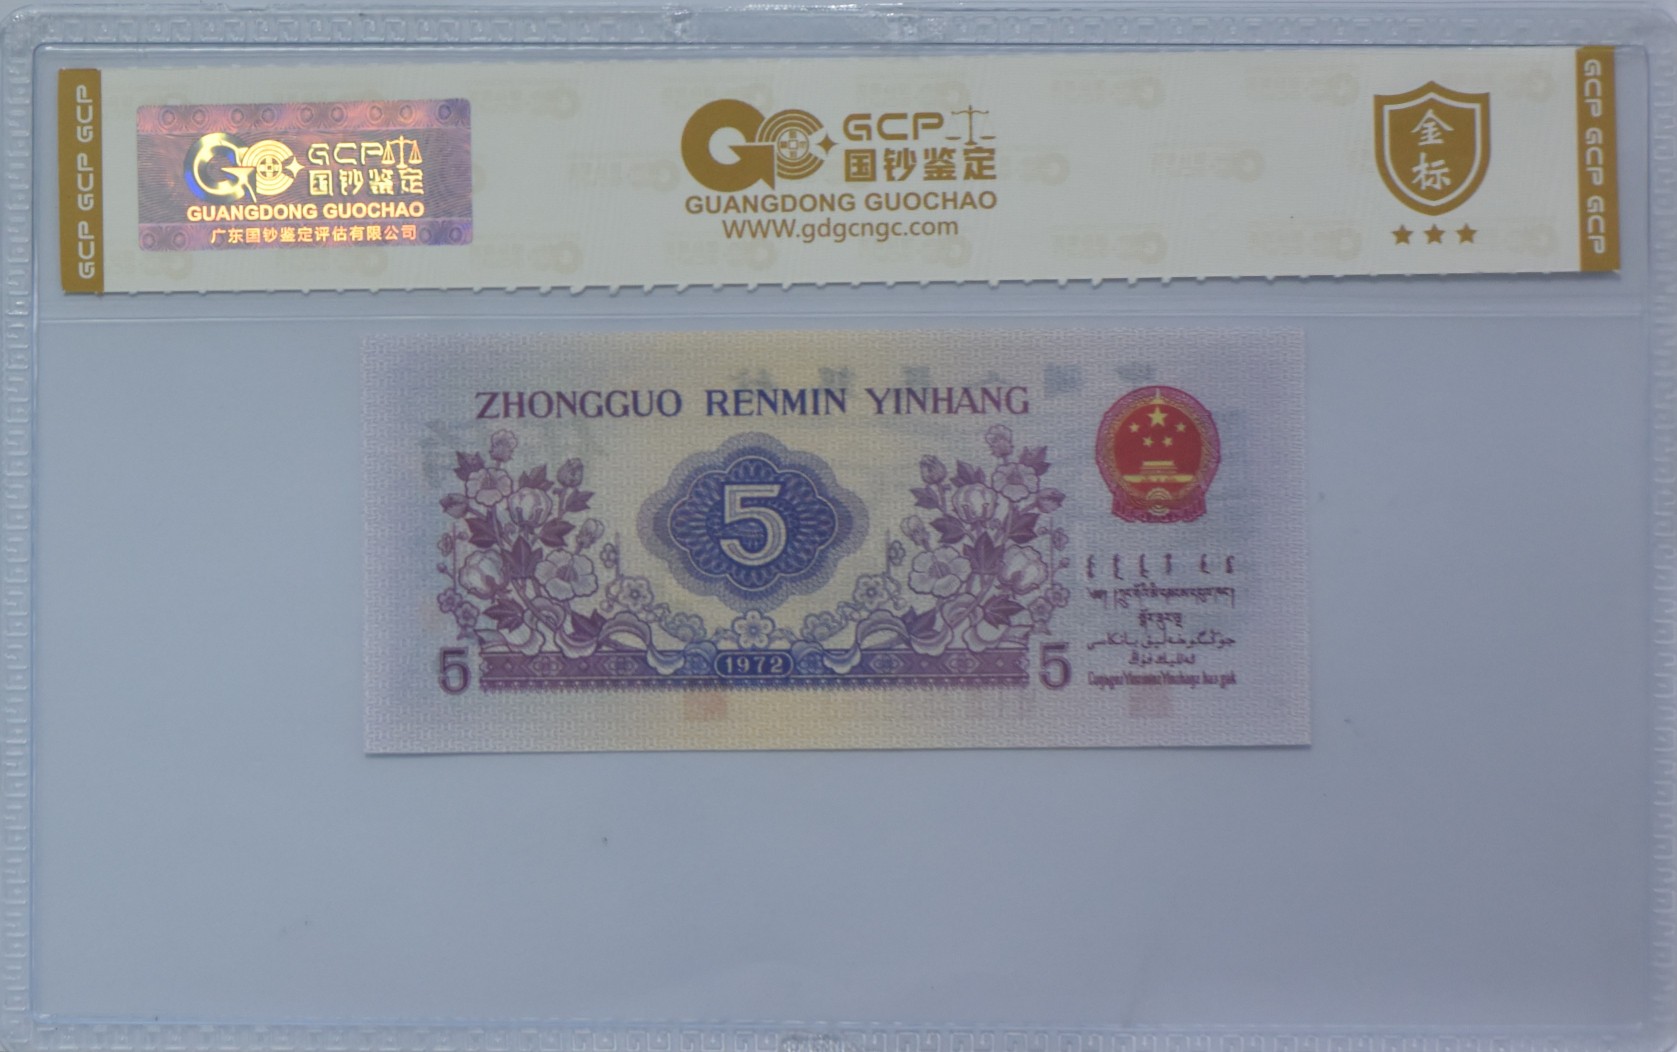 GCP GCP GCP
GCP
国钞鉴定
GUANGDONG GUOCHAO
广东国钞鉴定评估有限公司
GCP
国钞鉴定
GUANGDONG GUOCHAO
WWW.gdgcngc.com
金
标
GCP GCP GCP
ZHONGGUO RENMIN YINHANG
5
5
1972
5